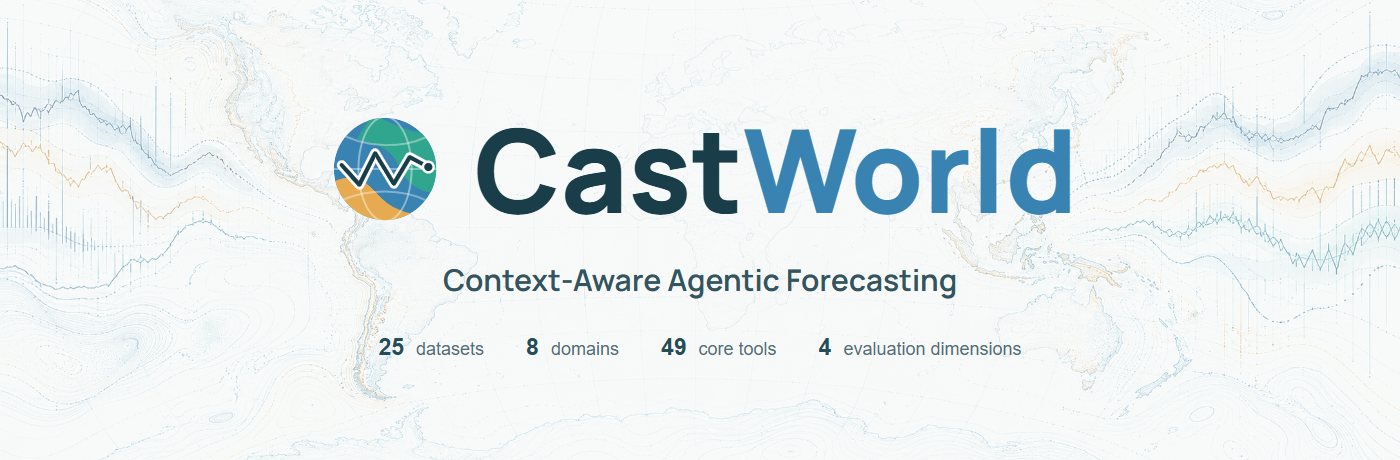 CastWorld
Context-Aware Agentic Forecasting
25 datasets 8 domains 49 core tools 4 evaluation dimensions